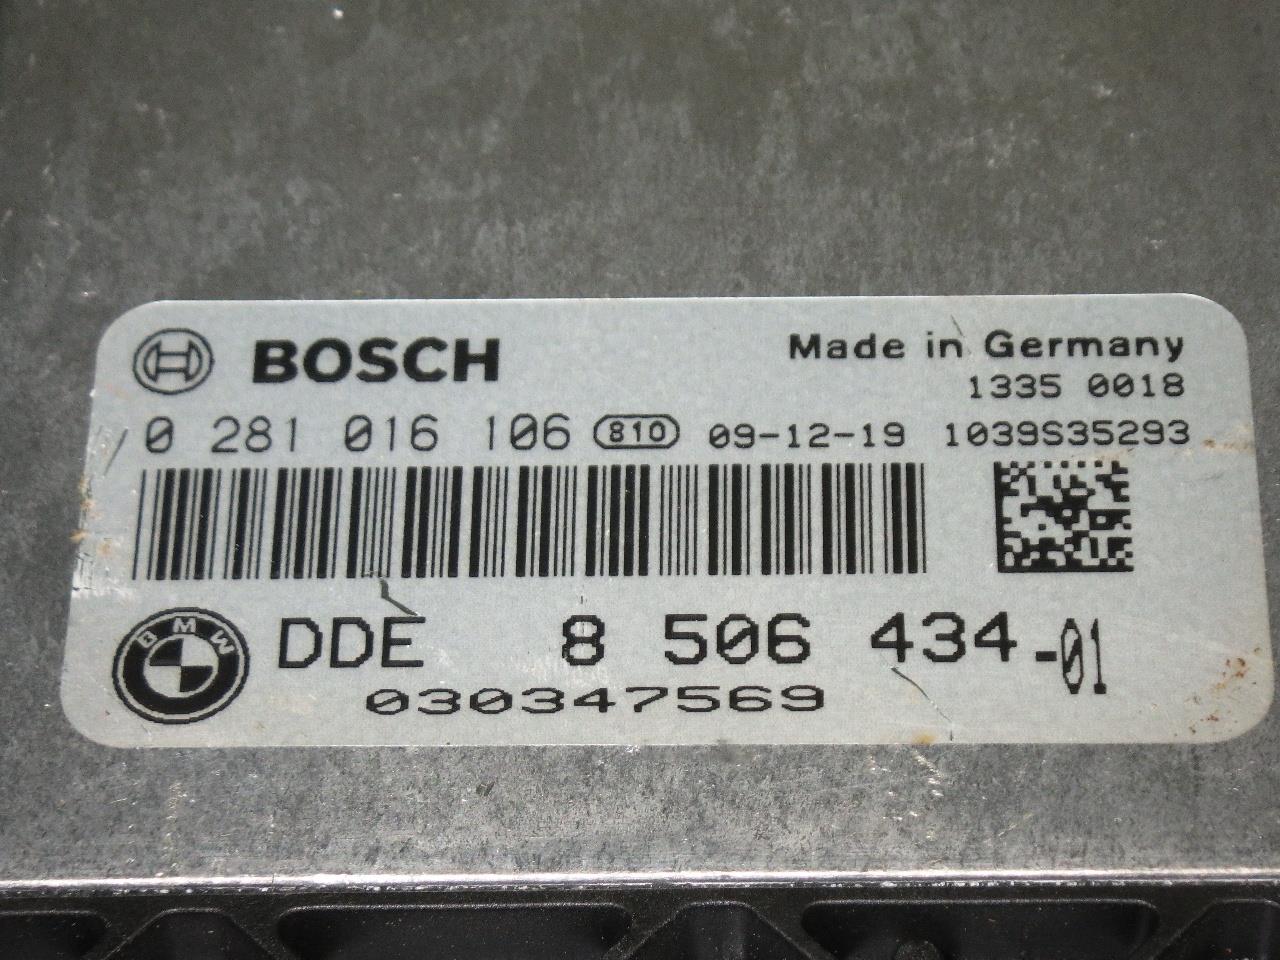 BOSCH Made in Germany
1335 0018
0 281 016 106 810 09-12-19 1039S35293
BMW DDE 8 506 434-01
030347569